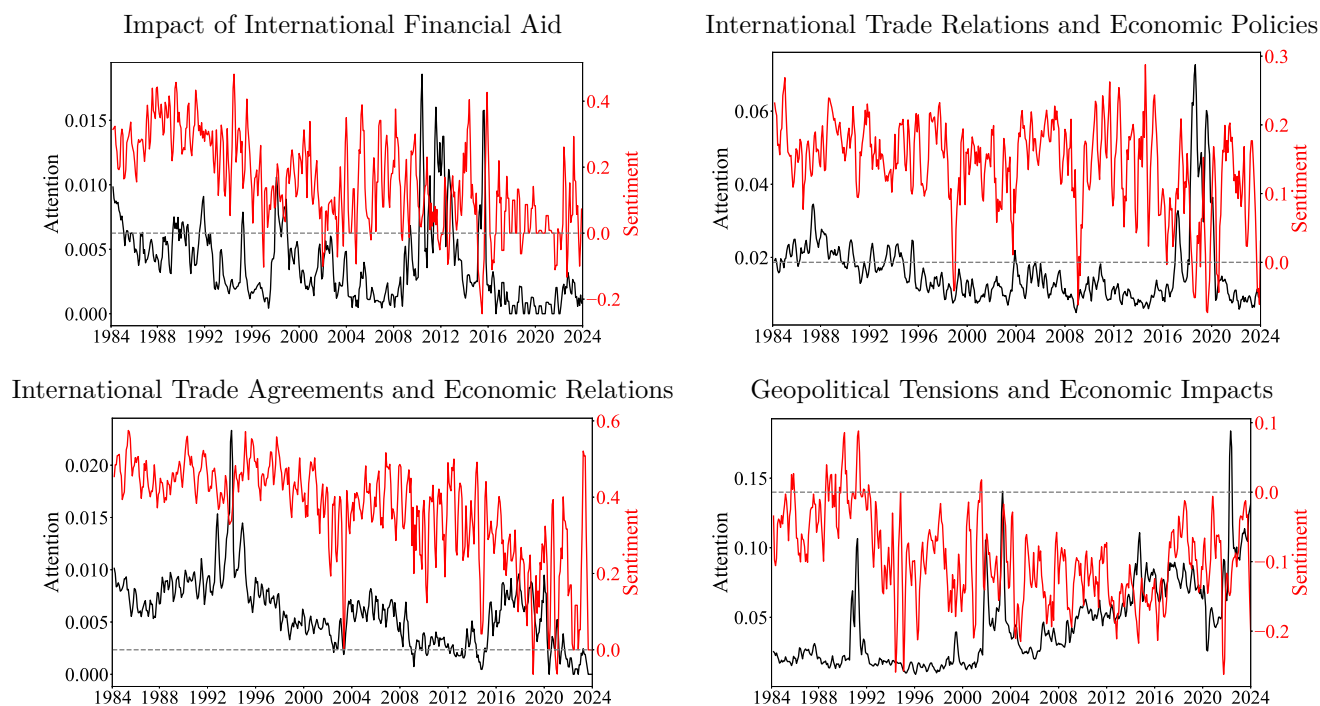 Impact of International Financial Aid
International Trade Relations and Economic Policies
0.015
0.010
0.005
0.000
Attention
0.4
0.2
0.0
−0.2
Sentiment
1984 1988 1992 1996 2000 2004 2008 2012 2016 2020 2024
0.06
0.04
0.02
Attention
0.3
0.2
0.1
0.0
Sentiment
1984 1988 1992 1996 2000 2004 2008 2012 2016 2020 2024
International Trade Agreements and Economic Relations
Geopolitical Tensions and Economic Impacts
0.020
0.015
0.010
0.005
0.000
Attention
0.6
0.4
0.2
0.0
Sentiment
1984 1988 1992 1996 2000 2004 2008 2012 2016 2020 2024
0.15
0.10
0.05
Attention
0.1
0.0
−0.1
−0.2
Sentiment
1984 1988 1992 1996 2000 2004 2008 2012 2016 2020 2024